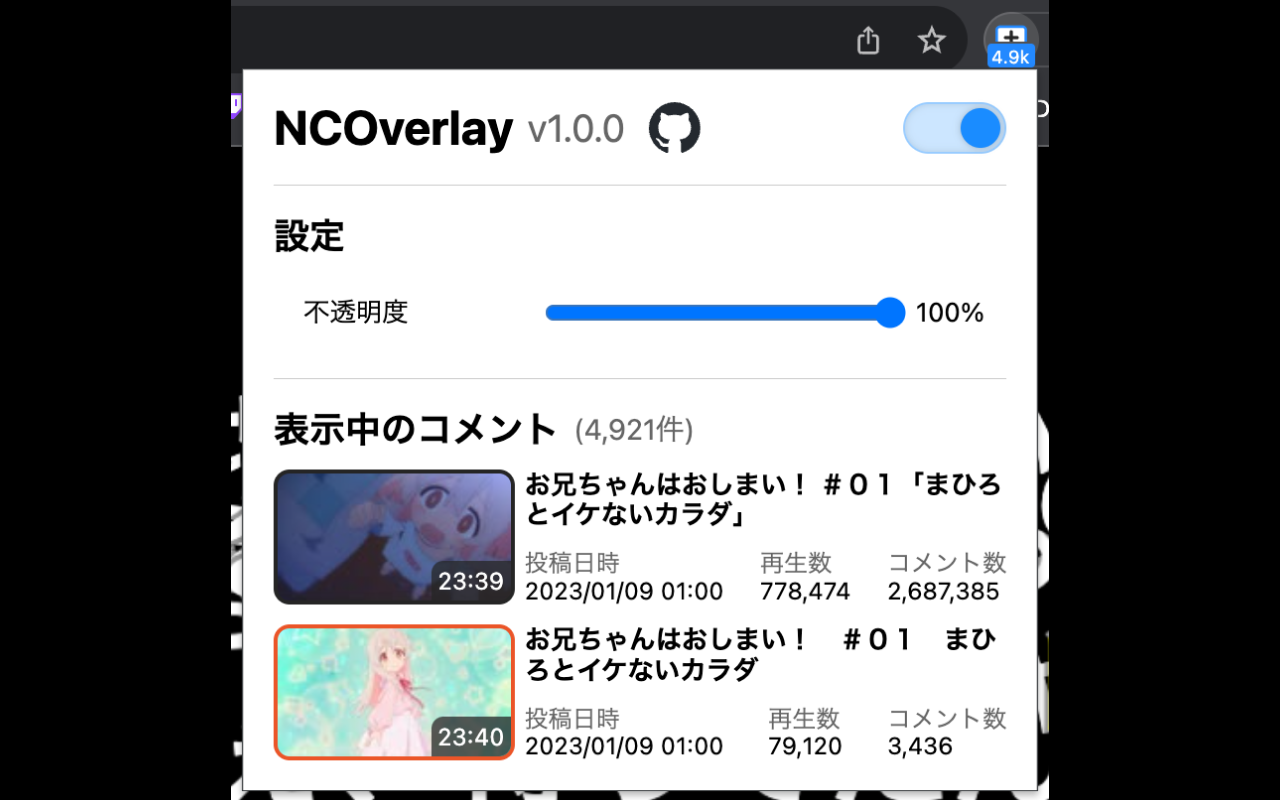 4.9k
NCOverlay v1.0.0
設定
不透明度 100%
表示中のコメント (4,921件)
お兄ちゃんはおしまい！ ＃０１「まひろ
とイケないカラダ」
投稿日時 再生数 コメント数
2023/01/09 01:00 778,474 2,687,385
23:39
お兄ちゃんはおしまい！　＃０１　まひ
ろとイケないカラダ
投稿日時 再生数 コメント数
2023/01/09 01:00 79,120 3,436
23:40